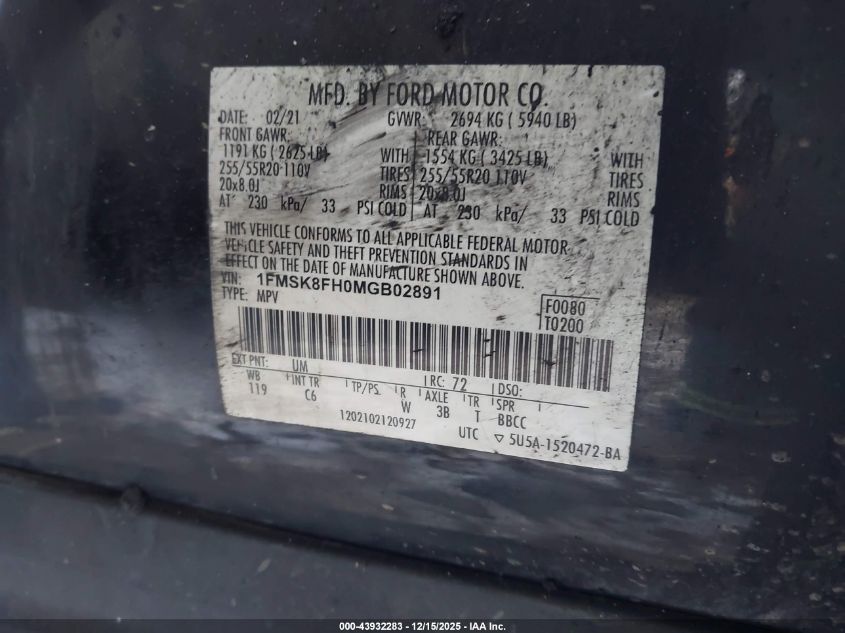 MFD. BY FORD MOTOR CO.
DATE: 02/21 GVWR: 2694 KG ( 5940 LB)
FRONT GAWR: REAR GAWR:
1191 KG ( 2625 LB) WITH 1554 KG ( 3425 LB) WITH
255/55R20 110V TIRES 255/55R20 110V TIRES
20x8.0J RIMS 20x8.0J RIMS
AT 230 kPa/ 33 PSI COLD AT 230 kPa/ 33 PSI COLD
THIS VEHICLE CONFORMS TO ALL APPLICABLE FEDERAL MOTOR
VEHICLE SAFETY AND THEFT PREVENTION STANDARDS IN
EFFECT ON THE DATE OF MANUFACTURE SHOWN ABOVE.
VIN: 1FMSK8FH0MGB02891
TYPE: MPV
F0080
T0200
EXT PNT: UM RC: 72 DSO:
WB INT TR TP/PS R AXLE TR SPR
119 C6 W 3B T BBCC
1202102120927 UTC ▽ 5U5A-1520472-BA
000-43932283 - 12/15/2025 - IAA Inc.